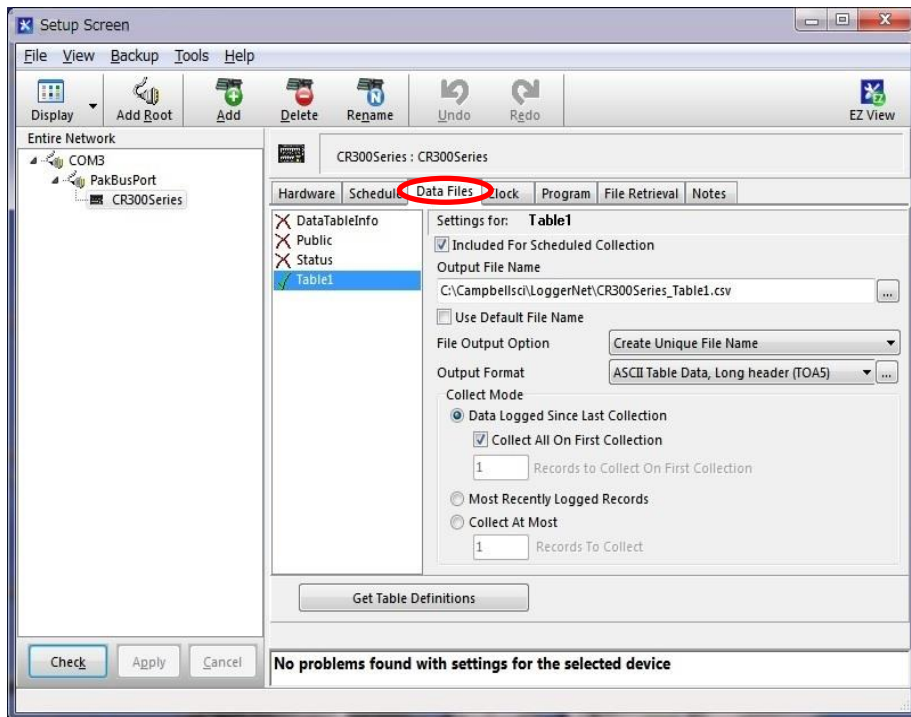 Setup Screen
File View Backup Tools Help
Display Add Root Add Delete Rename Undo Redo EZ View
Entire Network
COM3
PakBusPort
CR300Series
CR300Series : CR300Series
Hardware Schedule Data Files Clock Program File Retrieval Notes
DataTableInfo
Public
Status
Table1
Settings for: Table1
Included For Scheduled Collection
Output File Name
C:\Campbellsci\LoggerNet\CR300Series_Table1.csv ...
Use Default File Name
File Output Option Create Unique File Name
Output Format ASCII Table Data, Long header (TOA5) ...
Collect Mode
Data Logged Since Last Collection
Collect All On First Collection
1 Records to Collect On First Collection
Most Recently Logged Records
Collect At Most
1 Records To Collect
Get Table Definitions
Check Apply Cancel
No problems found with settings for the selected device